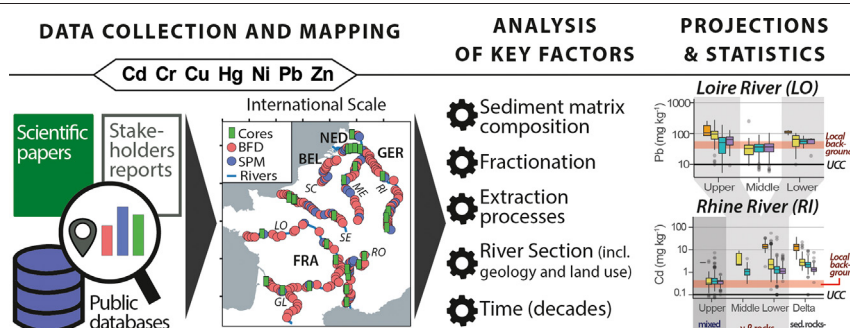 DATA COLLECTION AND MAPPING
Cd Cr Cu Hg Ni Pb Zn
Scientific
papers
Stake-
holders
reports
Public
databases
International Scale
Cores
BFD
SPM
Rivers
NED
BEL
GER
SC
ME
RI
LO
SE
FRA
RO
GL
ANALYSIS
OF KEY FACTORS
Sediment matrix
composition
Fractionation
Extraction
processes
River Section (incl.
geology and land use)
Time (decades)
PROJECTIONS
& STATISTICS
Loire River (LO)
Pb (mg kg⁻¹)
1000
100
10
Local
back-
ground
UCC
Upper Middle Lower
Rhine River (RI)
Cd (mg kg⁻¹)
100
10
1
0.1
Local
back-
ground
UCC
Upper Middle Lower Delta
mixed
sed. rocks-